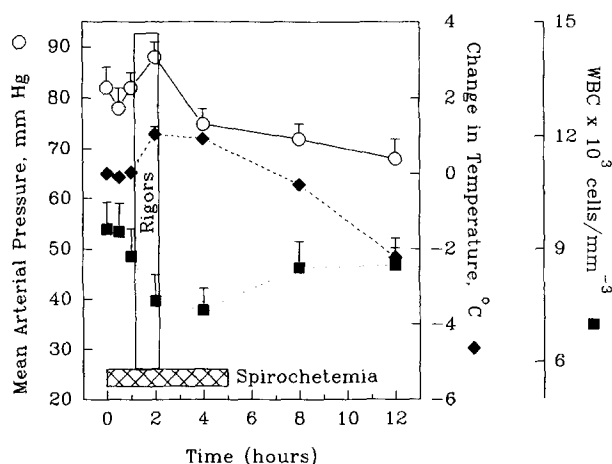 Mean Arterial Pressure, mm Hg
90
80
70
60
50
40
30
20
4
2
0
-2
-4
-6
Change in Temperature, °C
15
12
9
6
WBC x 10³ cells/mm⁻³
Rigors
Spirochetemia
0 2 4 6 8 10 12
Time (hours)